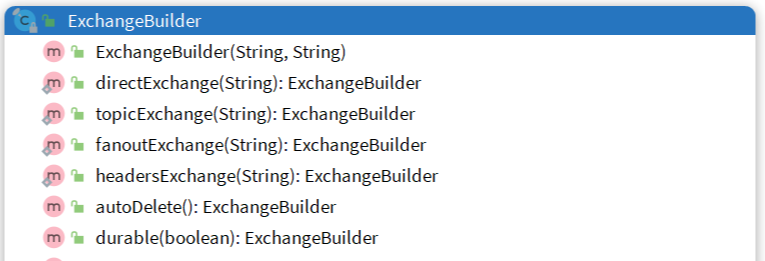 ExchangeBuilder
ExchangeBuilder(String, String)
directExchange(String): ExchangeBuilder
topicExchange(String): ExchangeBuilder
fanoutExchange(String): ExchangeBuilder
headersExchange(String): ExchangeBuilder
autoDelete(): ExchangeBuilder
durable(boolean): ExchangeBuilder